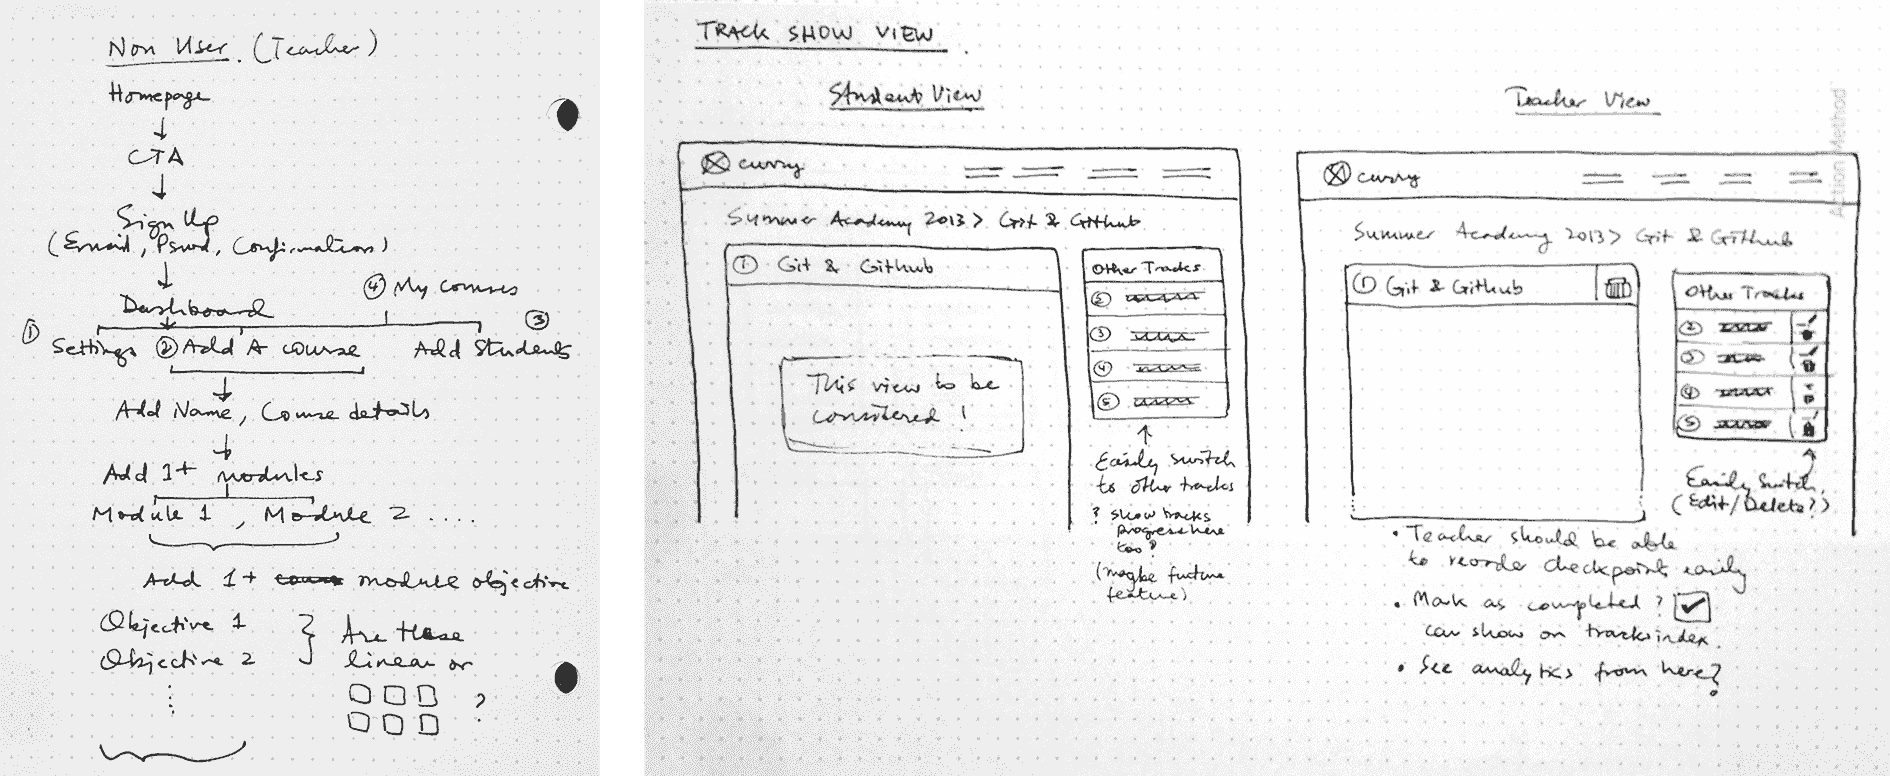 Non User. (Teacher)
Homepage
CTA
Sign Up
(Email, Pswd, Confirmation)
Dashboard
④ My courses
① Settings ② Add A course ③ Add Students
Add Name, Course details
Add 1+ modules
Module 1, Module 2 ....
Add 1+ module objective
Objective 1
Objective 2
Are these
linear or
?
TRACK SHOW VIEW
Student View
curry
Summer Academy 2013 > Git & GitHub
① Git & Github
This view to be
considered!
Other Tracks
②
③
④
⑤
Easily switch
to other tracks
? show tracks
progress here
too?
(maybe future
feature)
Teacher View
Action Method
curry
Summer Academy 2013 > Git & Github
① Git & Github
Other Tracks
②
③
④
⑤
Easily switch.
(Edit/Delete?)
• Teacher should be able
to reorder checkpoints easily
• Mark as completed?
can show on tracks index.
• See analytics from here?